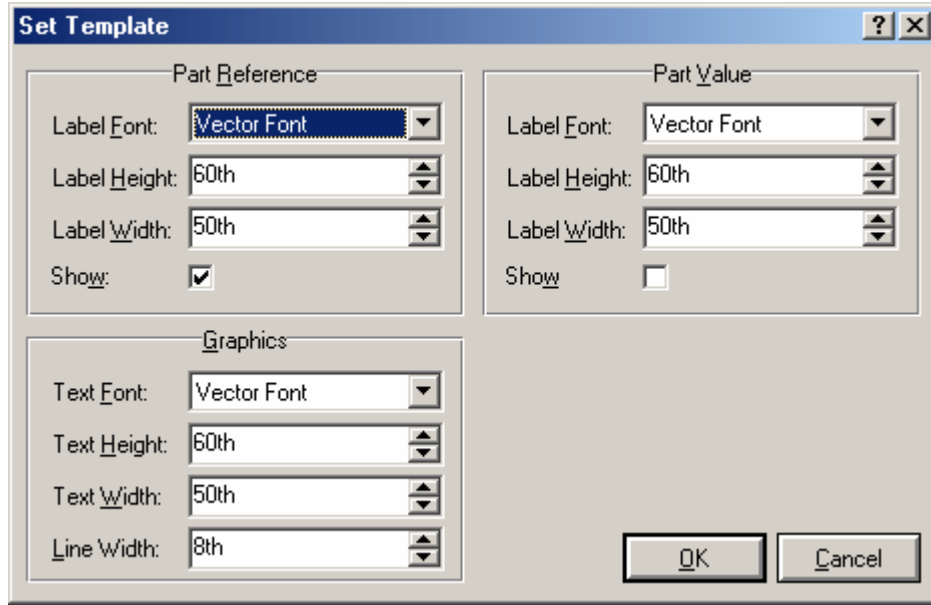 Set Template
Part Reference
Label Font: Vector Font
Label Height: 60th
Label Width: 50th
Show:
Part Value
Label Font: Vector Font
Label Height: 60th
Label Width: 50th
Show
Graphics
Text Font: Vector Font
Text Height: 60th
Text Width: 50th
Line Width: 8th
OK Cancel